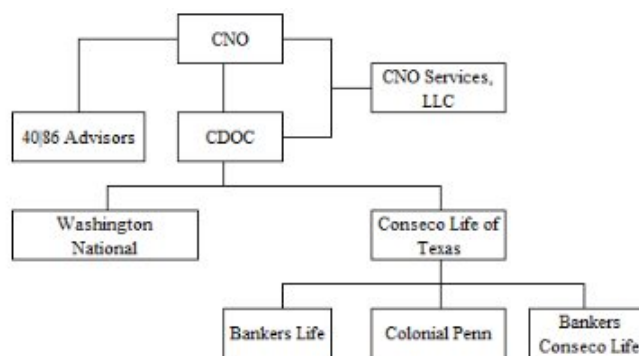 CNO
CNO Services,
LLC
40|86 Advisors
CDOC
Washington
National
Conseco Life of
Texas
Bankers Life
Colonial Penn
Bankers
Conseco Life